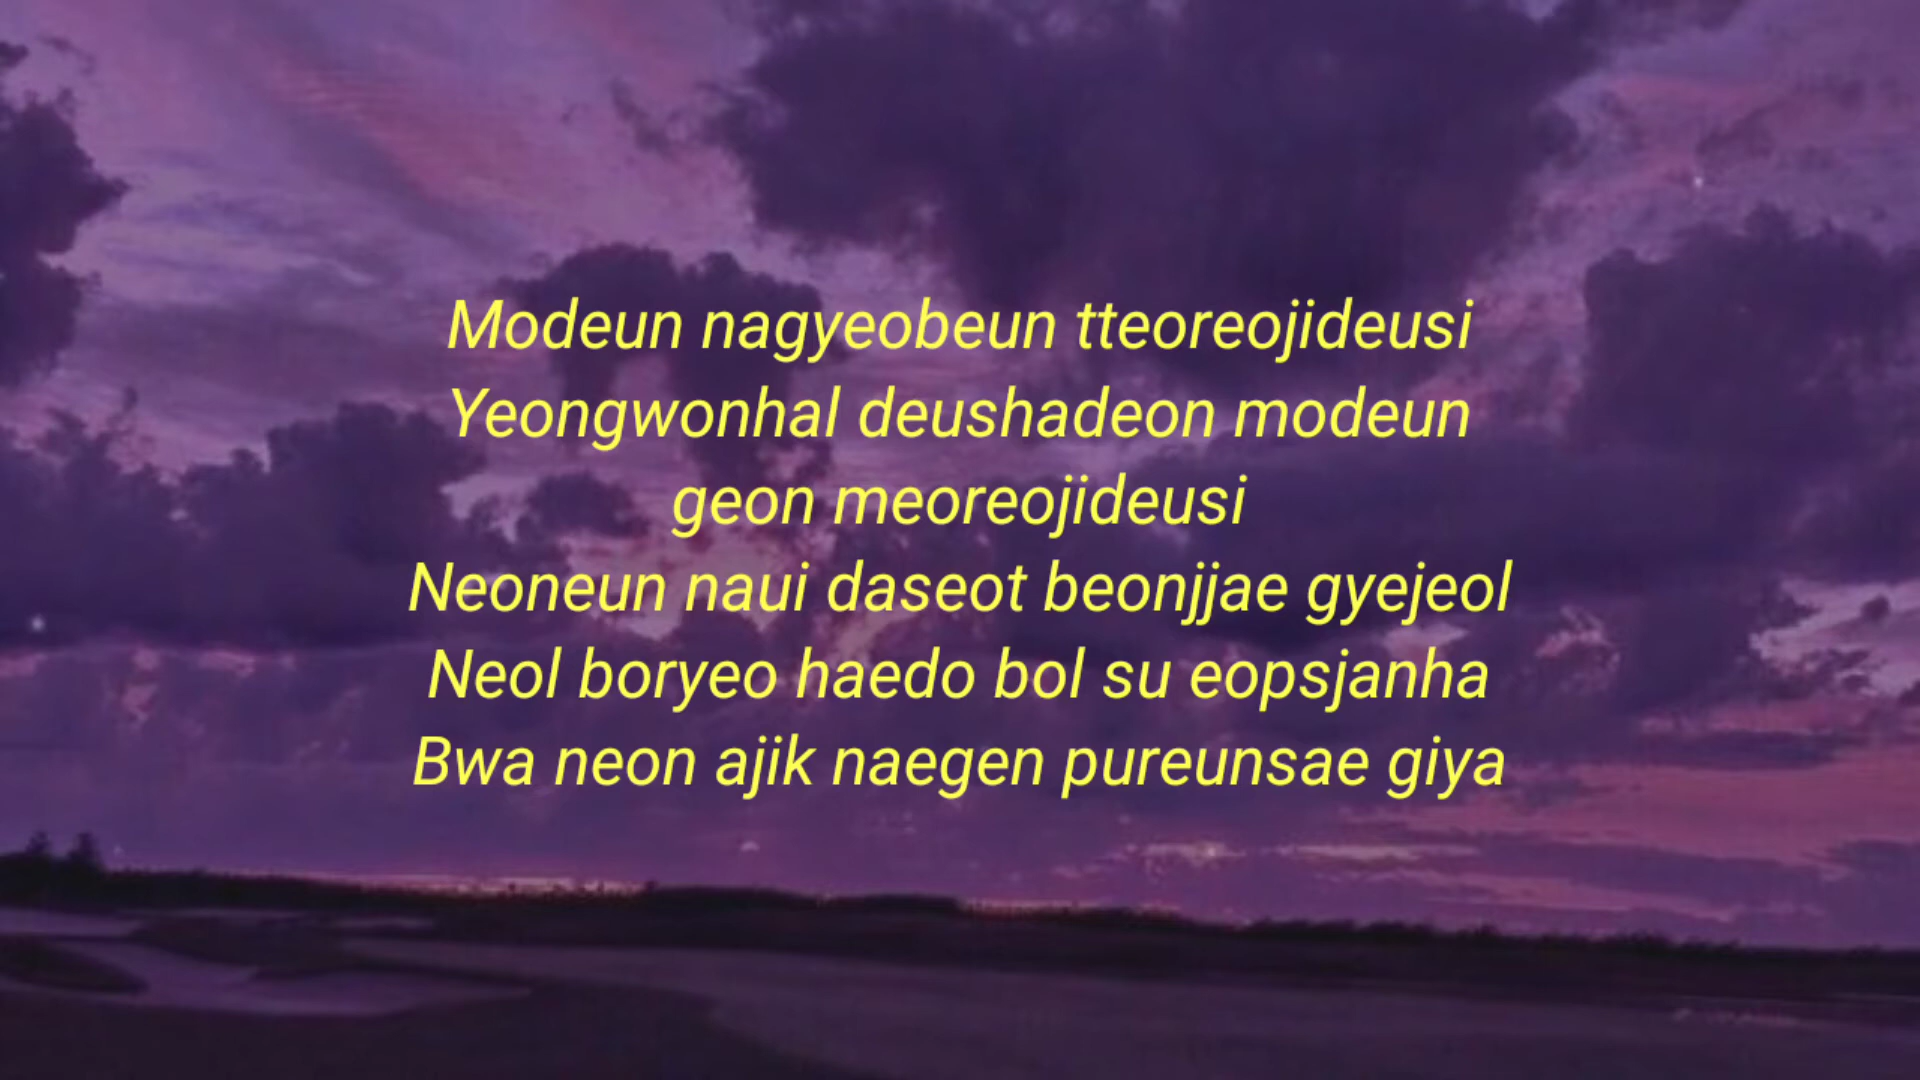 Modeun nagyeobeun tteoreojideusi
Yeongwonhal deushadeon modeun
geon meoreojideusi
Neoneun naui daseot beonjjae gyejeol
Neol boryeo haedo bol su eopsjanha
Bwa neon ajik naegen pureunsae giya